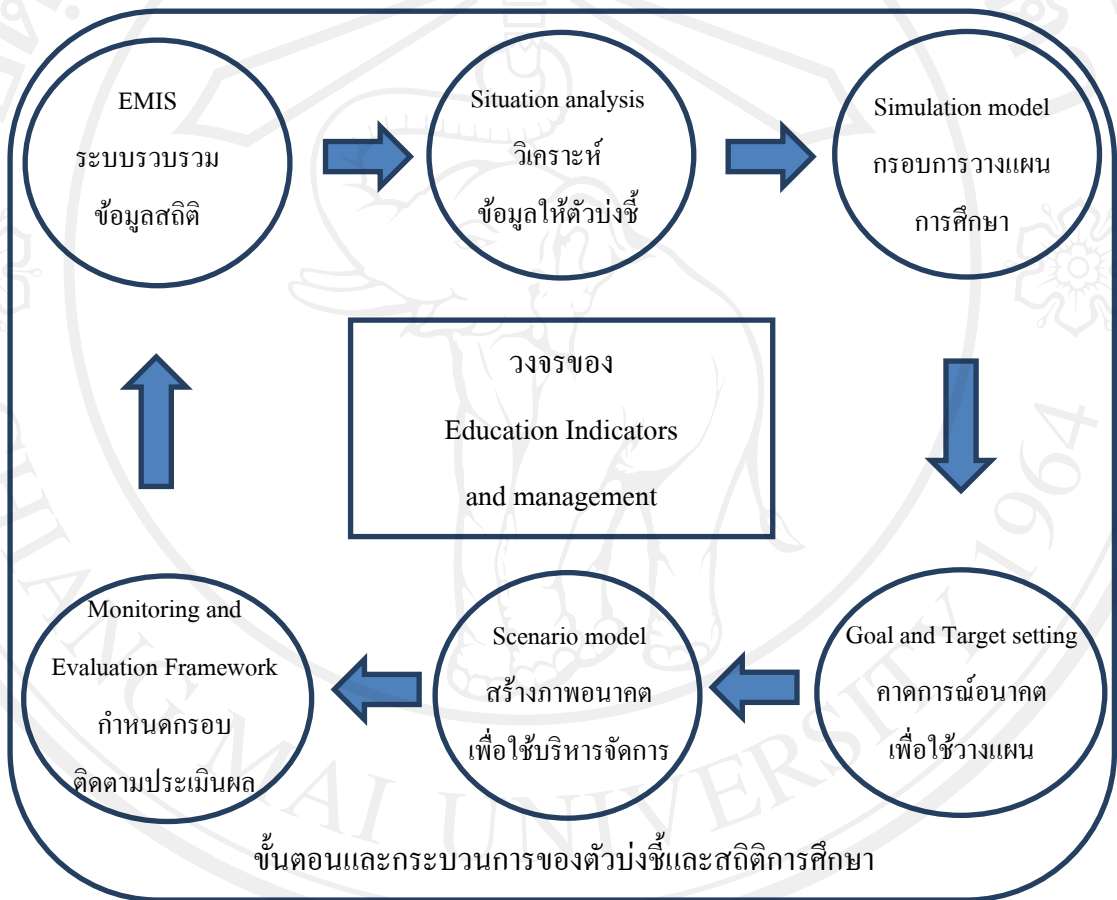 EMIS
ระบบรวบรวม
ข้อมูลสถิติ
Situation analysis
วิเคราะห์
ข้อมูลให้ตัวบ่งชี้
Simulation model
กรอบการวางแผน
การศึกษา
วงจรของ
Education Indicators
and management
Goal and Target setting
คาดการณ์อนาคต
เพื่อใช้วางแผน
Scenario model
สร้างภาพอนาคต
เพื่อใช้บริหารจัดการ
Monitoring and
Evaluation Framework
กำหนดกรอบ
ติดตามประเมินผล
ขั้นตอนและกระบวนการของตัวบ่งชี้และสถิติการศึกษา
CHIANG MAI UNIVERSITY 1964